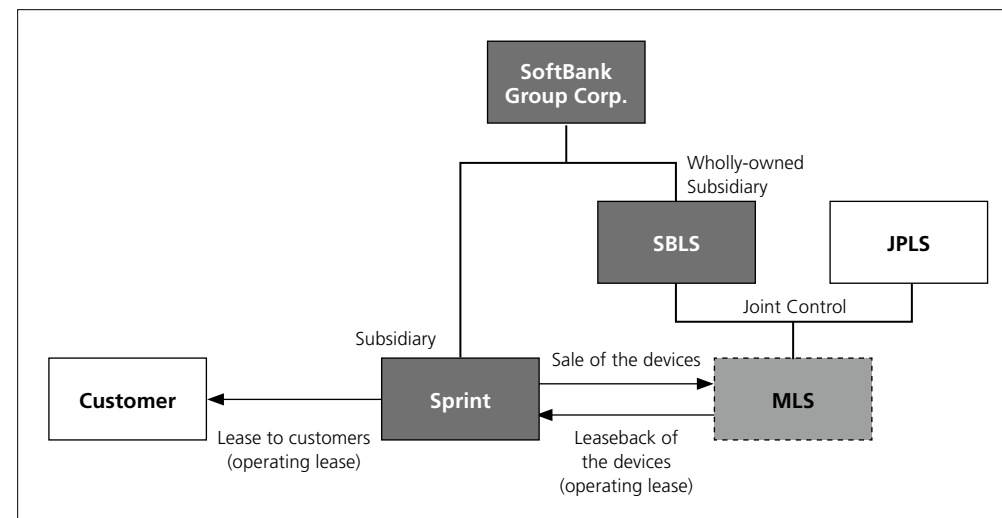 SoftBank
Group Corp.
Wholly-owned
Subsidiary
SBLS
JPLS
Joint Control
Subsidiary
Sale of the devices
Customer
Sprint
MLS
Lease to customers
(operating lease)
Leaseback of
the devices
(operating lease)